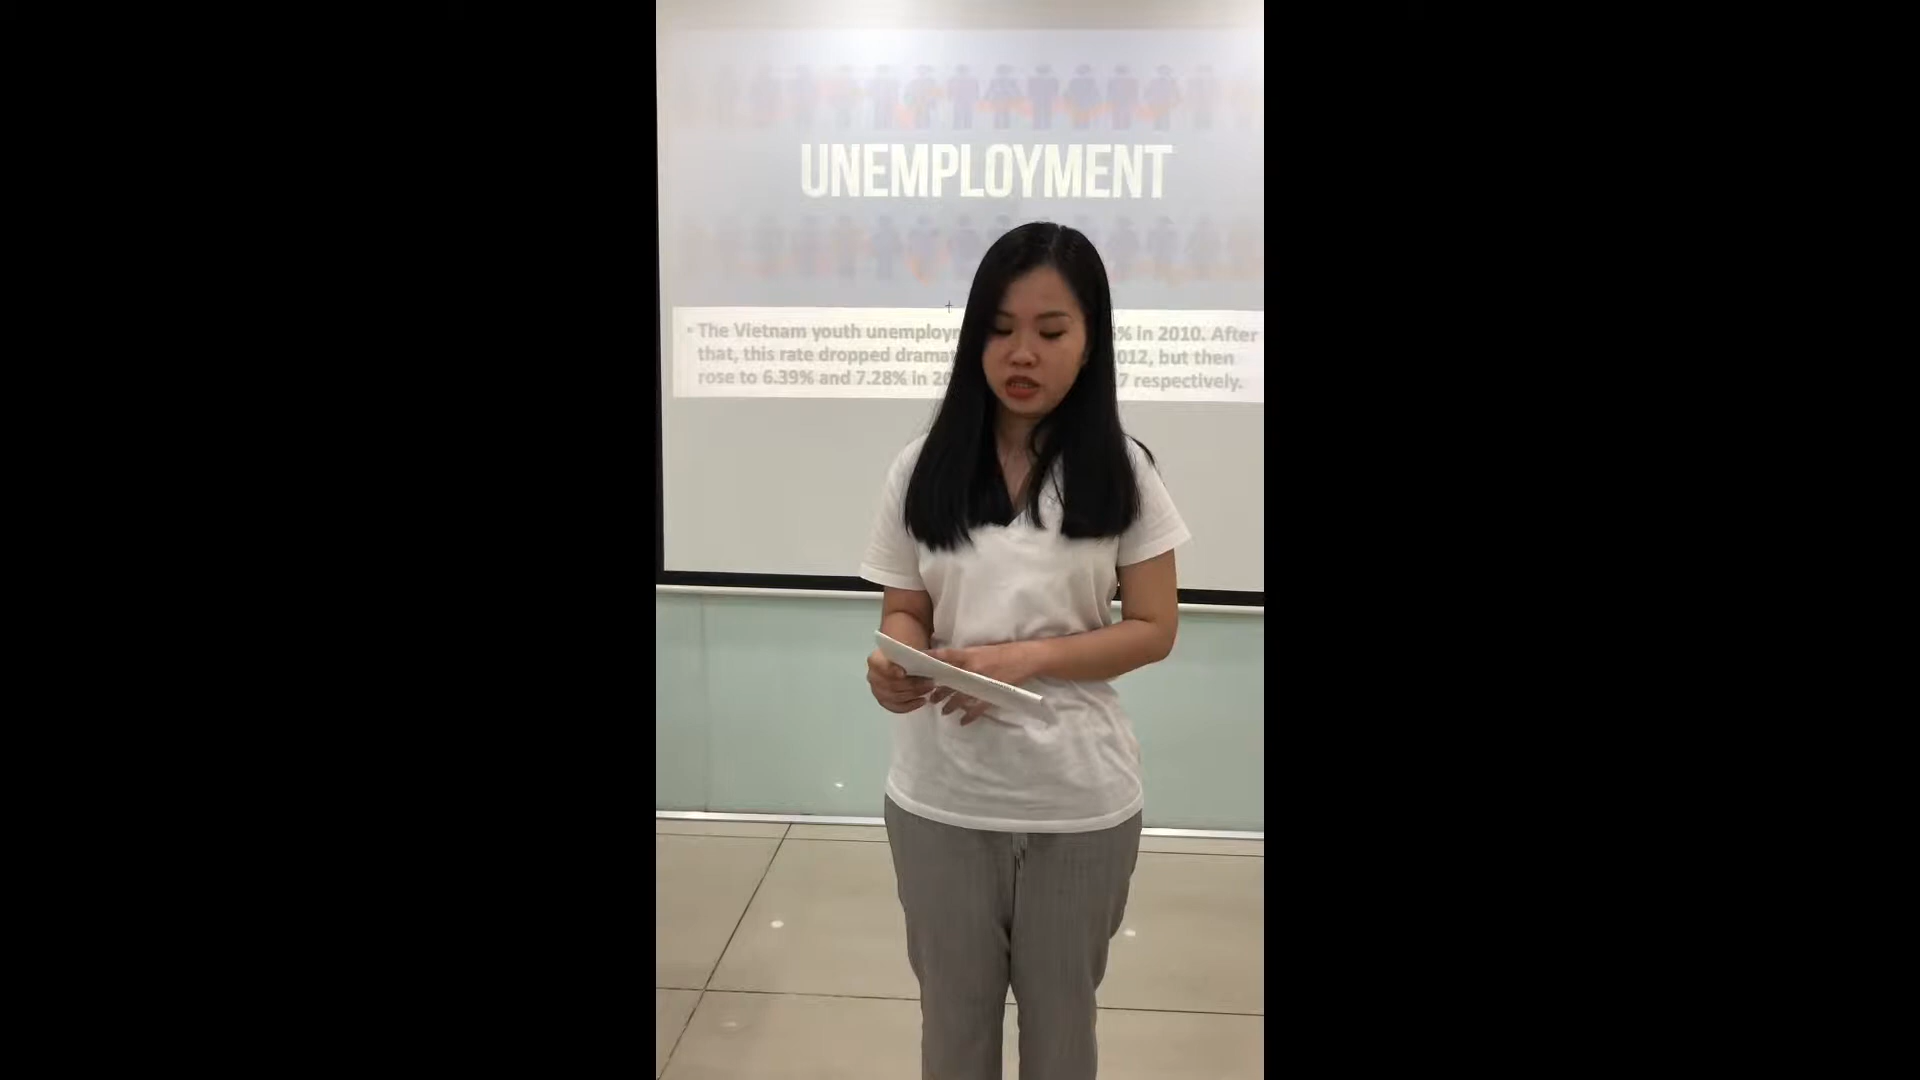 UNEMPLOYMENT
• The Vietnam youth unemploym % in 2010. After
that, this rate dropped dramat 012, but then
rose to 6.39% and 7.28% in 20 7 respectively.